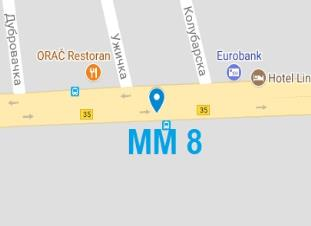 Дубровачка
Ужичка
Колубарска
ORAĆ Restoran
Eurobank
Hotel Lin
35
35
MM 8